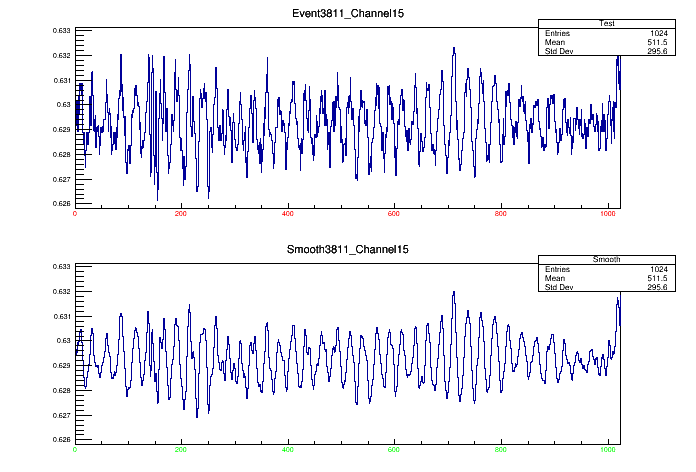 Event3811_Channel15
Test
Entries 1024
Mean 511.5
Std Dev 295.6
0.633
0.632
0.631
0.63
0.629
0.628
0.627
0.626
0 200 400 600 800 1000
Smooth3811_Channel15
Smooth
Entries 1024
Mean 511.5
Std Dev 295.6
0.633
0.632
0.631
0.63
0.629
0.628
0.627
0.626
0 200 400 600 800 1000